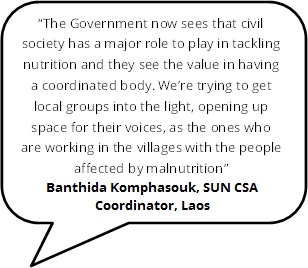 “The Government now sees that civil
society has a major role to play in tackling
nutrition and they see the value in having
a coordinated body. We’re trying to get
local groups into the light, opening up
space for their voices, as the ones who
are working in the villages with the people
affected by malnutrition”
Banthida Komphasouk, SUN CSA
Coordinator, Laos